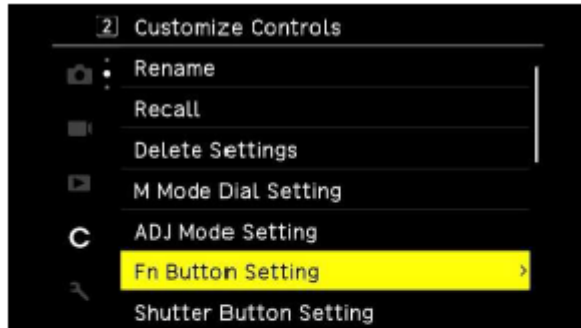 2 Customize Controls
Rename
Recall
Delete Settings
M Mode Dial Setting
C ADJ Mode Setting
Fn Button Setting >
Shutter Button Setting